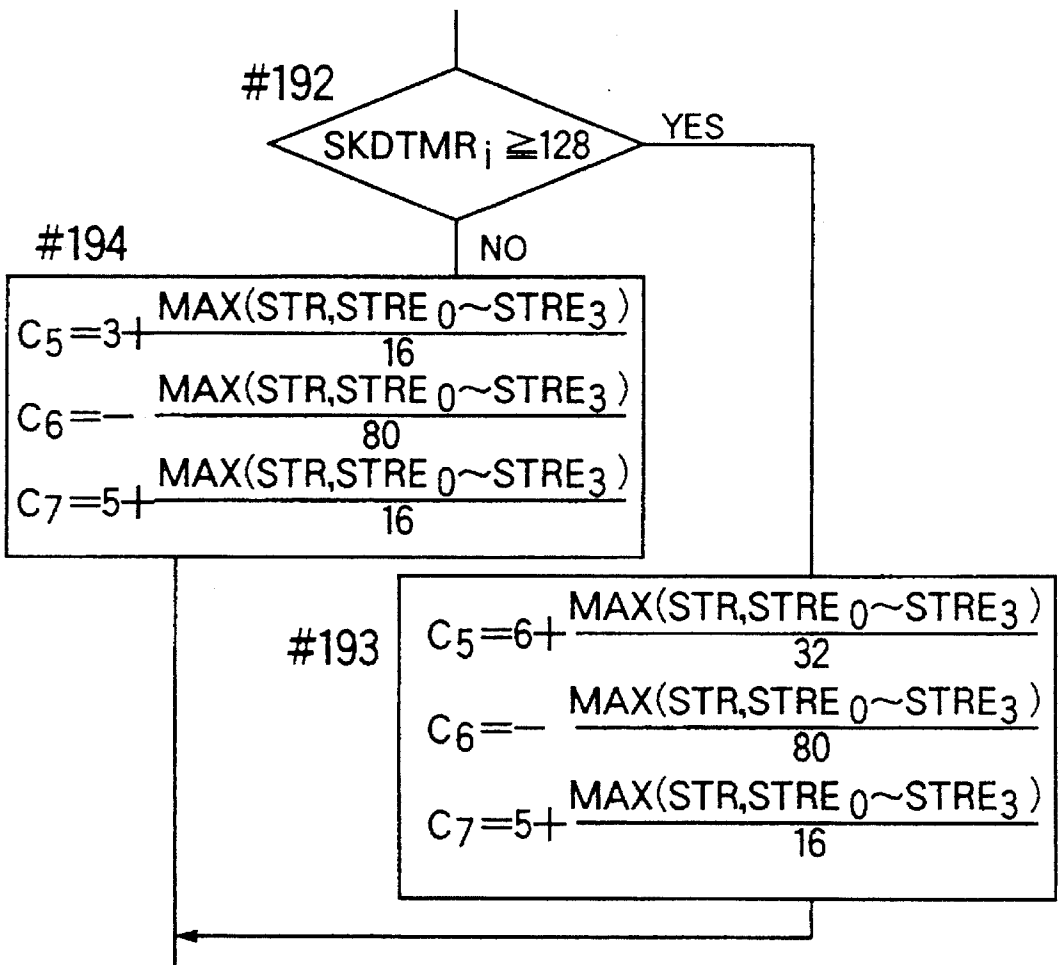 #192
SKDTMRi ≧128
YES
NO
#194
C5=3+ MAX(STR,STRE0~STRE3)
16
C6=- MAX(STR,STRE0~STRE3)
80
C7=5+ MAX(STR,STRE0~STRE3)
16
#193
C5=6+ MAX(STR,STRE0~STRE3)
32
C6=- MAX(STR,STRE0~STRE3)
80
C7=5+ MAX(STR,STRE0~STRE3)
16